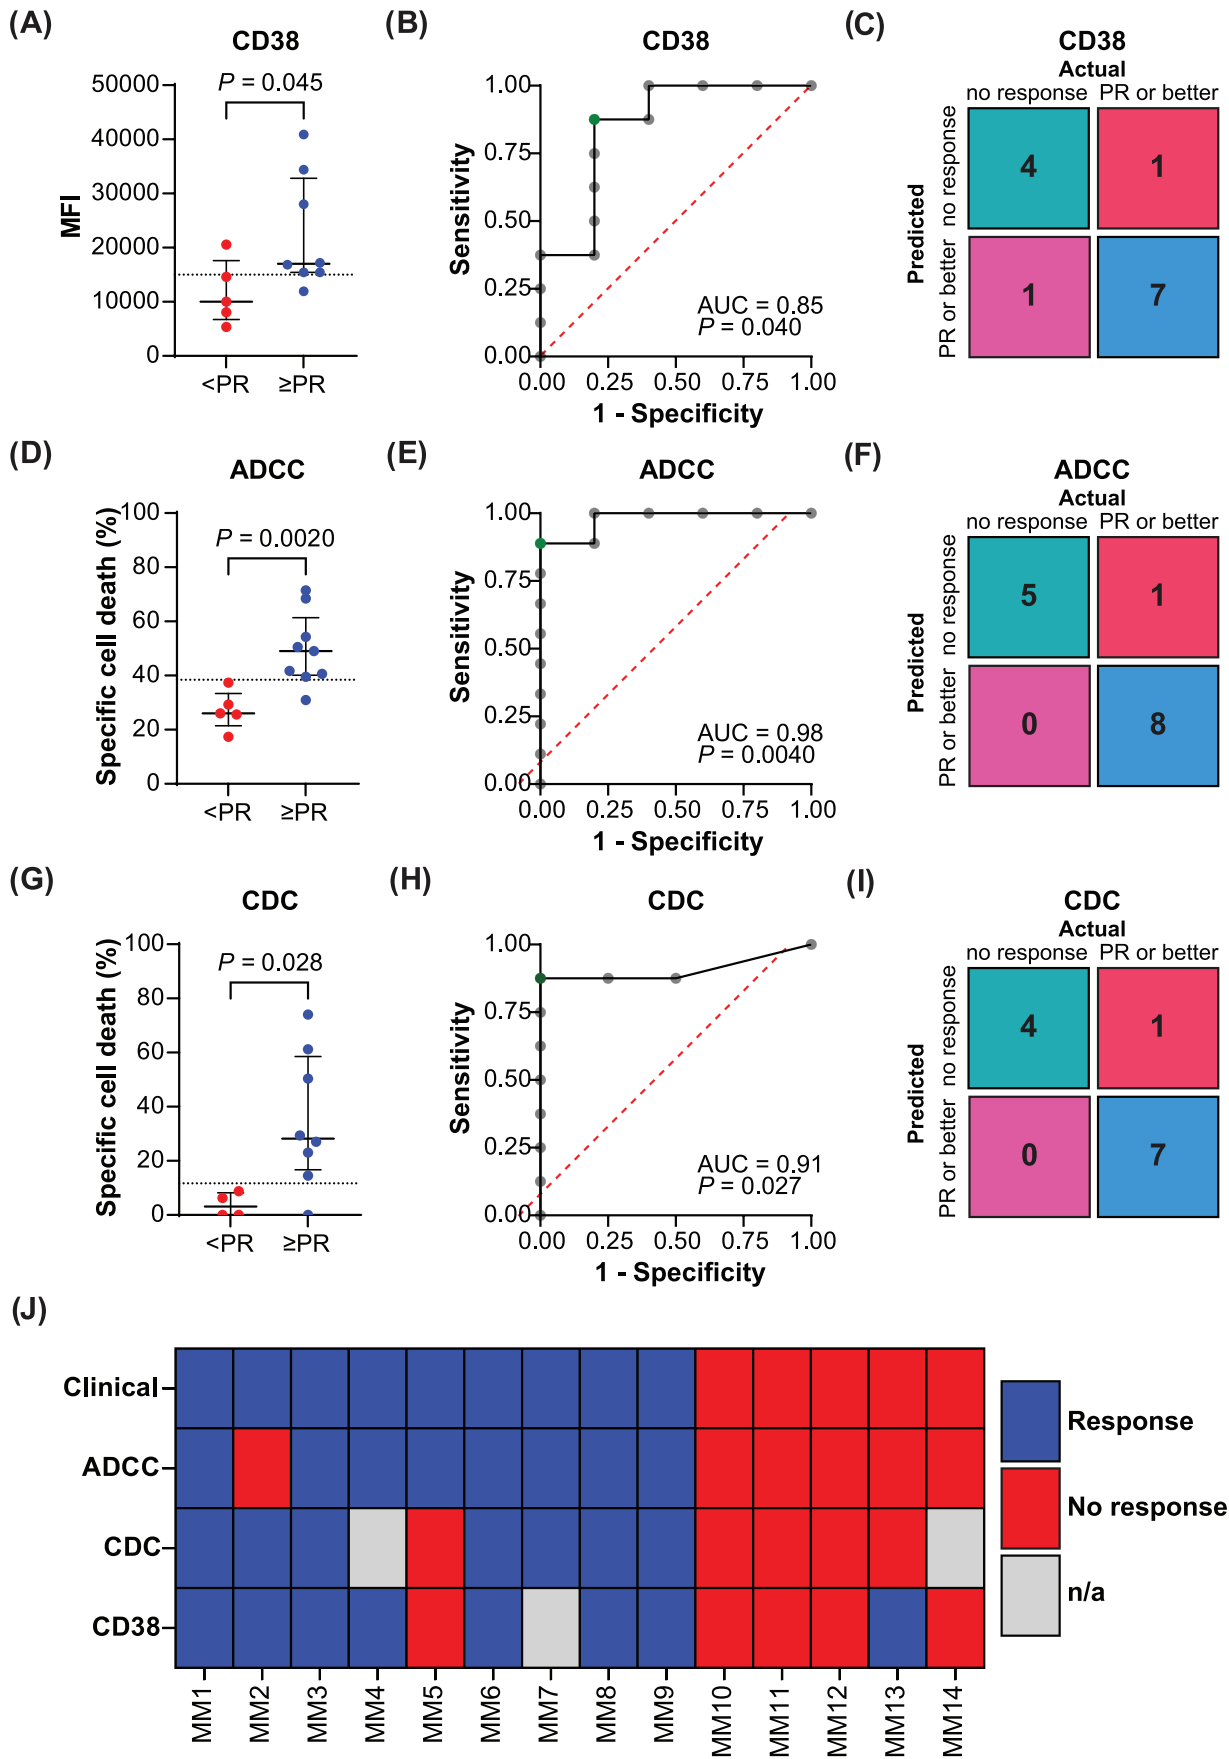 (A)
CD38
P = 0.045
50000
40000
30000
20000
10000
0
MFI
<PR
≥PR
(B)
CD38
1.00
0.75
0.50
0.25
0.00
Sensitivity
AUC = 0.85
P = 0.040
0.00 0.25 0.50 0.75 1.00
1 - Specificity
(C)
CD38
Actual
no response PR or better
Predicted
no response
PR or better
4 1
1 7
(D)
ADCC
P = 0.0020
100
80
60
40
20
0
Specific cell death (%)
<PR
≥PR
(E)
ADCC
1.00
0.75
0.50
0.25
0.00
Sensitivity
AUC = 0.98
P = 0.0040
0.00 0.25 0.50 0.75 1.00
1 - Specificity
(F)
ADCC
Actual
no response PR or better
Predicted
no response
PR or better
5 1
0 8
(G)
CDC
P = 0.028
100
80
60
40
20
0
Specific cell death (%)
<PR
≥PR
(H)
CDC
1.00
0.75
0.50
0.25
0.00
Sensitivity
AUC = 0.91
P = 0.027
0.00 0.25 0.50 0.75 1.00
1 - Specificity
(I)
CDC
Actual
no response PR or better
Predicted
no response
PR or better
4 1
0 7
(J)
Clinical
ADCC
CDC
CD38
MM1
MM2
MM3
MM4
MM5
MM6
MM7
MM8
MM9
MM10
MM11
MM12
MM13
MM14
Response
No response
n/a